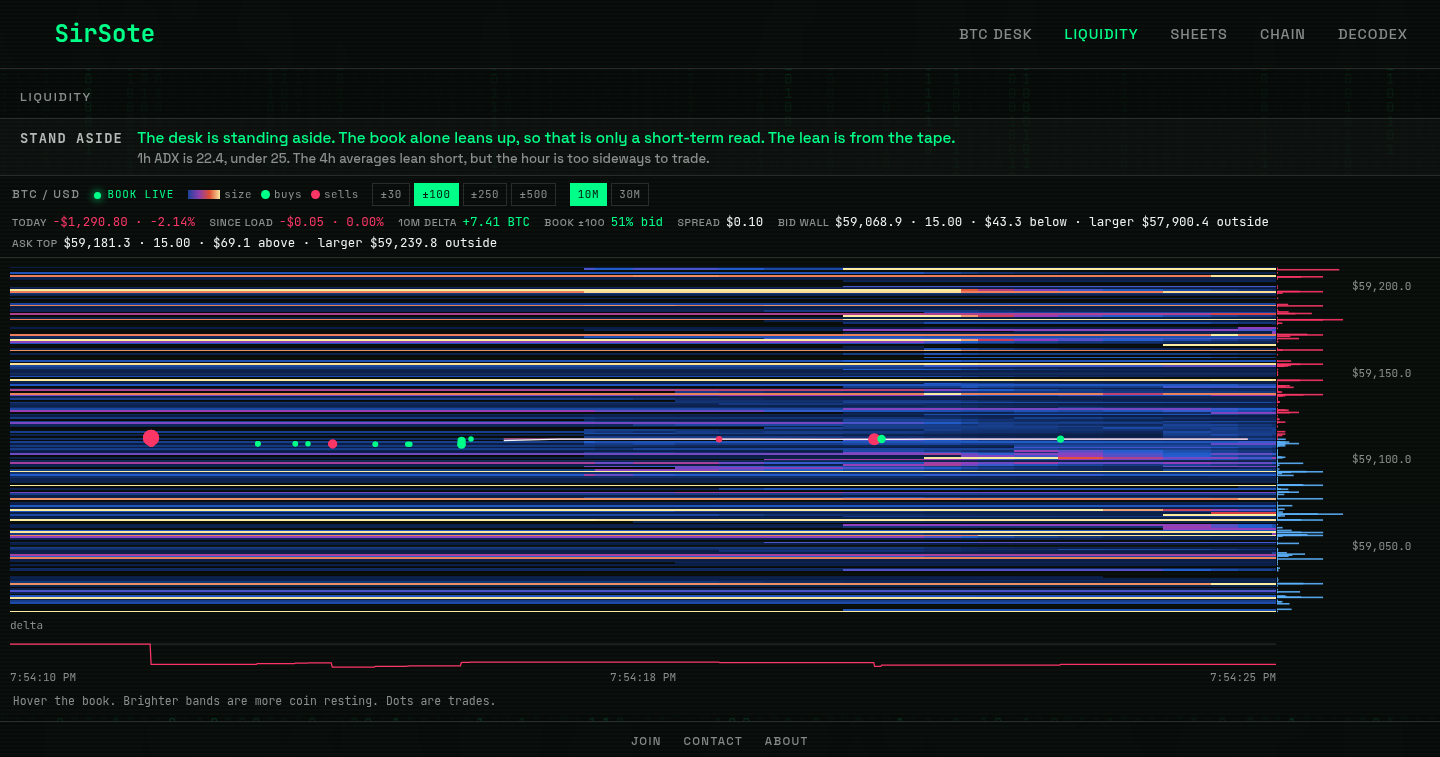 SirSote
BTC DESK LIQUIDITY SHEETS CHAIN DECODEX
LIQUIDITY
STAND ASIDE The desk is standing aside. The book alone leans up, so that is only a short-term read. The lean is from the tape.
1h ADX is 22.4, under 25. The 4h averages lean short, but the hour is too sideways to trade.
BTC / USD BOOK LIVE size buys sells ±30 ±100 ±250 ±500 10M 30M
TODAY -$1,290.80 · -2.14% SINCE LOAD -$0.05 · 0.00% 10M DELTA +7.41 BTC BOOK ±100 51% bid SPREAD $0.10 BID WALL $59,068.9 · 15.00 · $43.3 below · larger $57,900.4 outside
ASK TOP $59,181.3 · 15.00 · $69.1 above · larger $59,239.8 outside
$59,200.0
$59,150.0
$59,100.0
$59,050.0
delta
7:54:10 PM 7:54:18 PM 7:54:25 PM
Hover the book. Brighter bands are more coin resting. Dots are trades.
JOIN CONTACT ABOUT